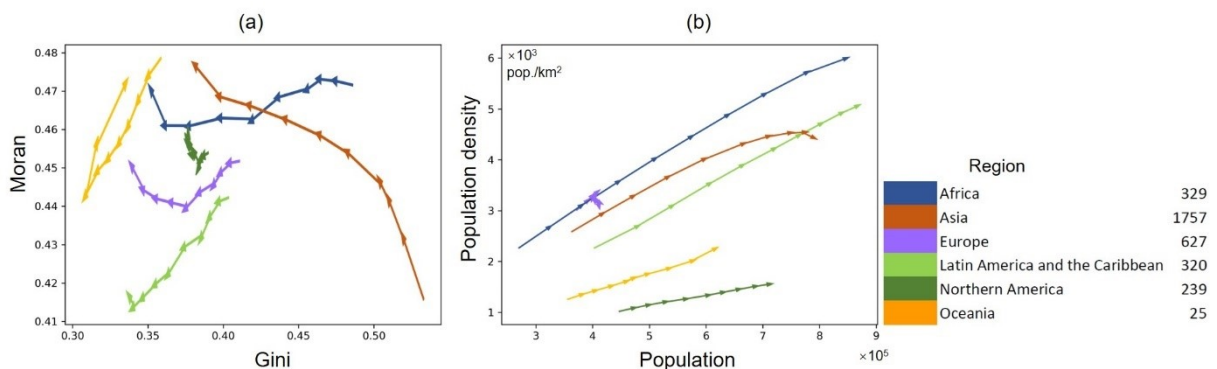 (a)
0.48
0.47
0.46
0.45
0.44
0.43
0.42
0.41
Moran
0.30
0.35
0.40
0.45
0.50
Gini
(b)
×10³
pop./km²
6
5
4
3
2
1
Population density
3
4
5
6
7
8
9
×10⁵
Population
Region
Africa 329
Asia 1757
Europe 627
Latin America and the Caribbean 320
Northern America 239
Oceania 25